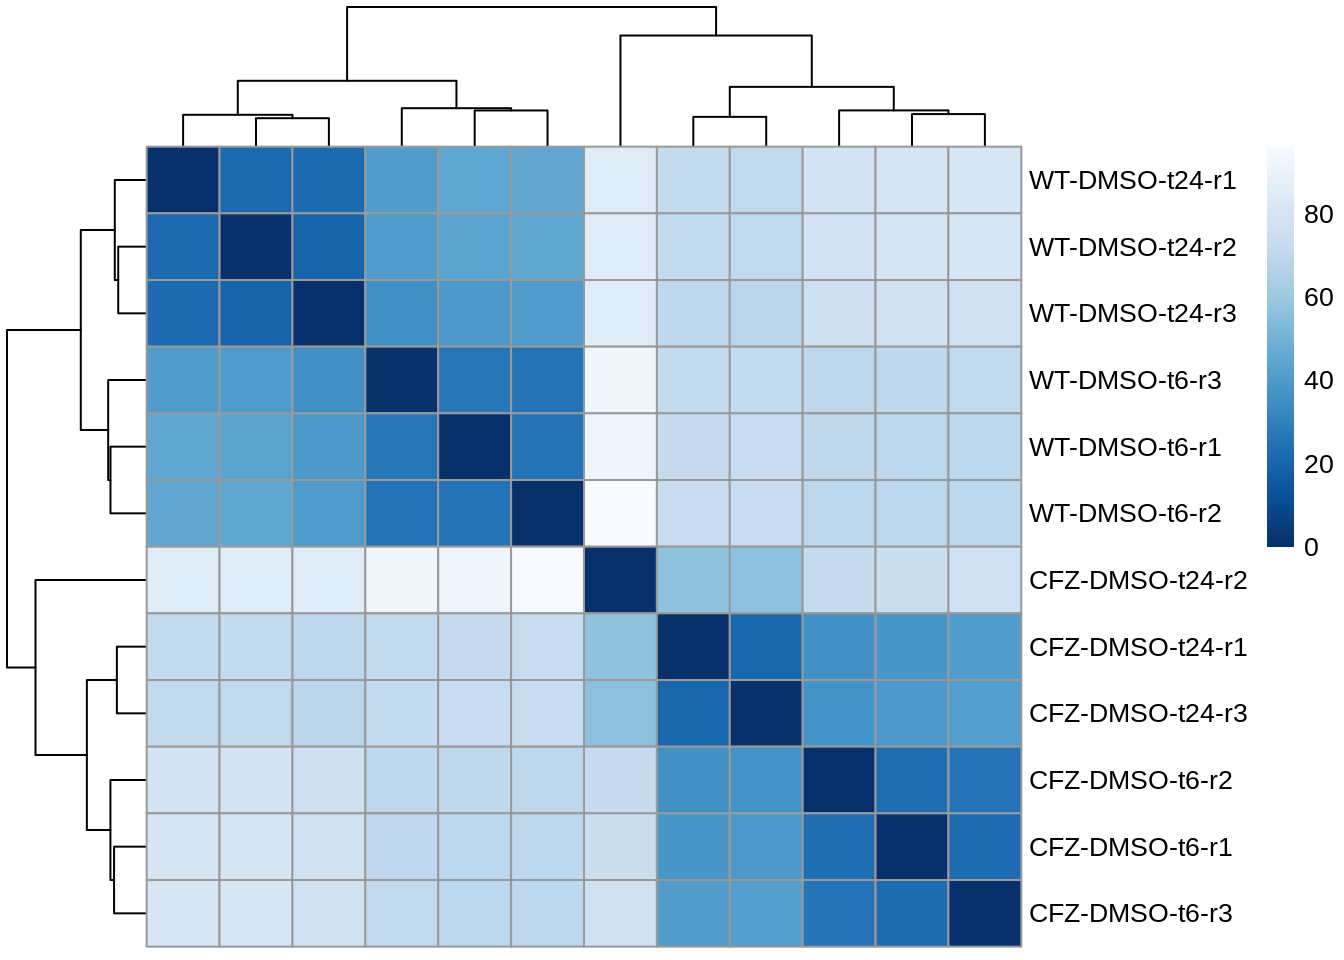 WT-DMSO-t24-r1
WT-DMSO-t24-r2
WT-DMSO-t24-r3
WT-DMSO-t6-r3
WT-DMSO-t6-r1
WT-DMSO-t6-r2
CFZ-DMSO-t24-r2
CFZ-DMSO-t24-r1
CFZ-DMSO-t24-r3
CFZ-DMSO-t6-r2
CFZ-DMSO-t6-r1
CFZ-DMSO-t6-r3
80
60
40
20
0